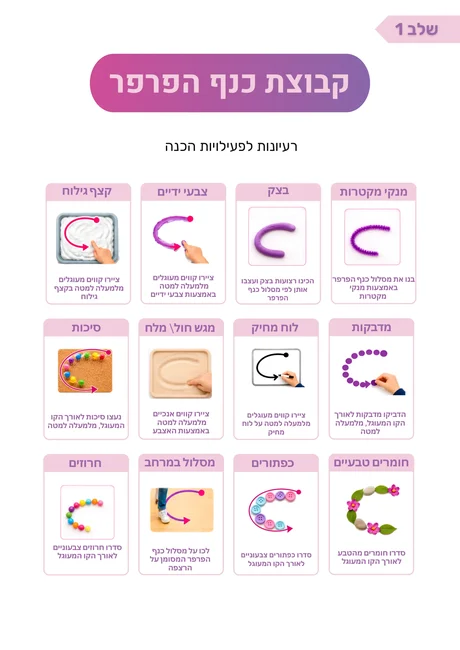 שלב 1
קבוצת כנף הפרפר
רעיונות לפעילויות הכנה
מנקי מקטרות
בנו את מסלול כנף הפרפר
באמצעות מנקי
מקטרות
בצק
הכינו רצועות בצק ועצבו
אותן לפי מסלול כנף
הפרפר
צבעי ידיים
ציירו קווים מעוגלים
מלמעלה למטה
באמצעות צבעי ידיים
קצף גילוח
ציירו קווים מעוגלים
מלמעלה למטה בקצף
גילוח
מדבקות
הדביקו מדבקות לאורך
הקו המעוגל, מלמעלה
למטה
לוח מחיק
ציירו קווים מעוגלים
מלמעלה למטה על לוח
מחיק
מגש חול\ מלח
ציירו קווים אנכיים
מלמעלה למטה
באמצעות האצבע
סיכות
נעצו סיכות לאורך הקו
המעוגל, מלמעלה למטה
חומרים טבעיים
סדרו חומרים מהטבע
לאורך הקו המעוגל
כפתורים
סדרו כפתורים צבעוניים
לאורך הקו המעוגל
מסלול במרחב
לכו על מסלול כנף
הפרפר המסומן על
הרצפה
חרוזים
סדרו חרוזים צבעוניים
לאורך הקו המעוגל